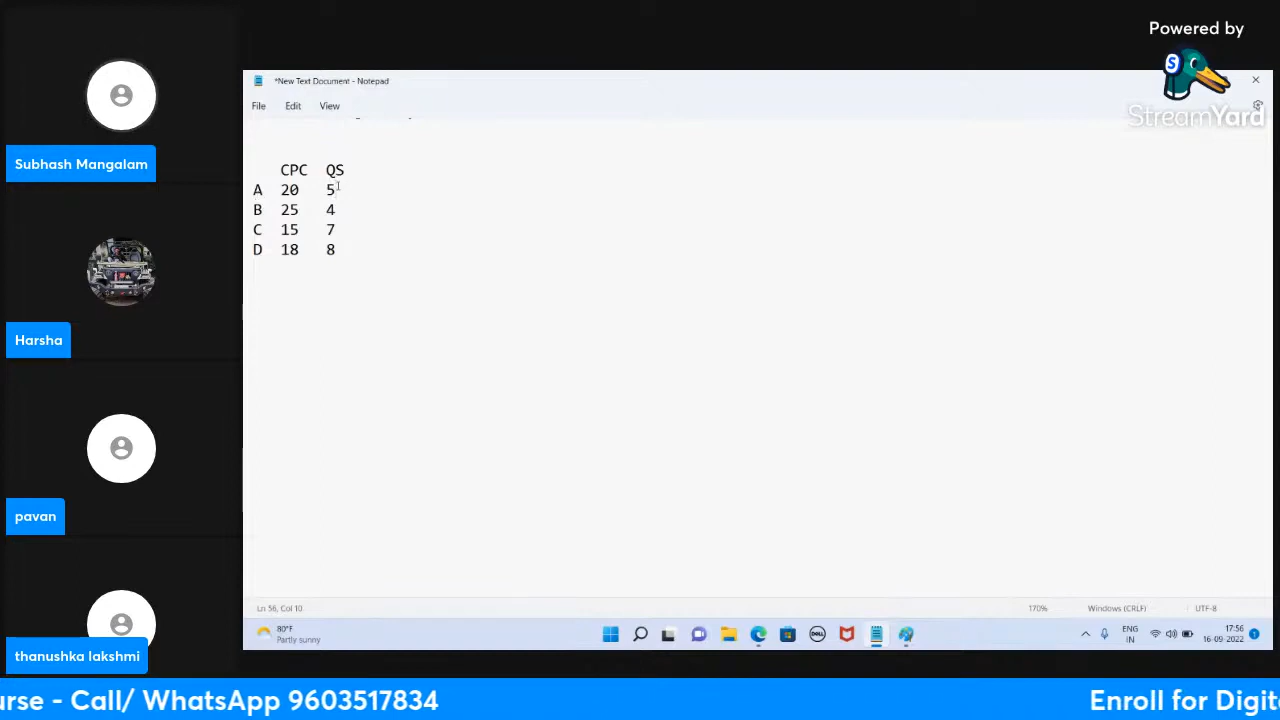 Powered by
StreamYard
*New Text Document - Notepad
File Edit View
CPC QS
A 20 5
B 25 4
C 15 7
D 18 8
Ln 56, Col 10
170%
Windows (CRLF)
UTF-8
80°F
Partly sunny
DELL
ENG
IN
17:56
16-09-2022
1
Subhash Mangalam
Harsha
pavan
thanushka lakshmi
urse - Call/ WhatsApp 9603517834
Enroll for Digit